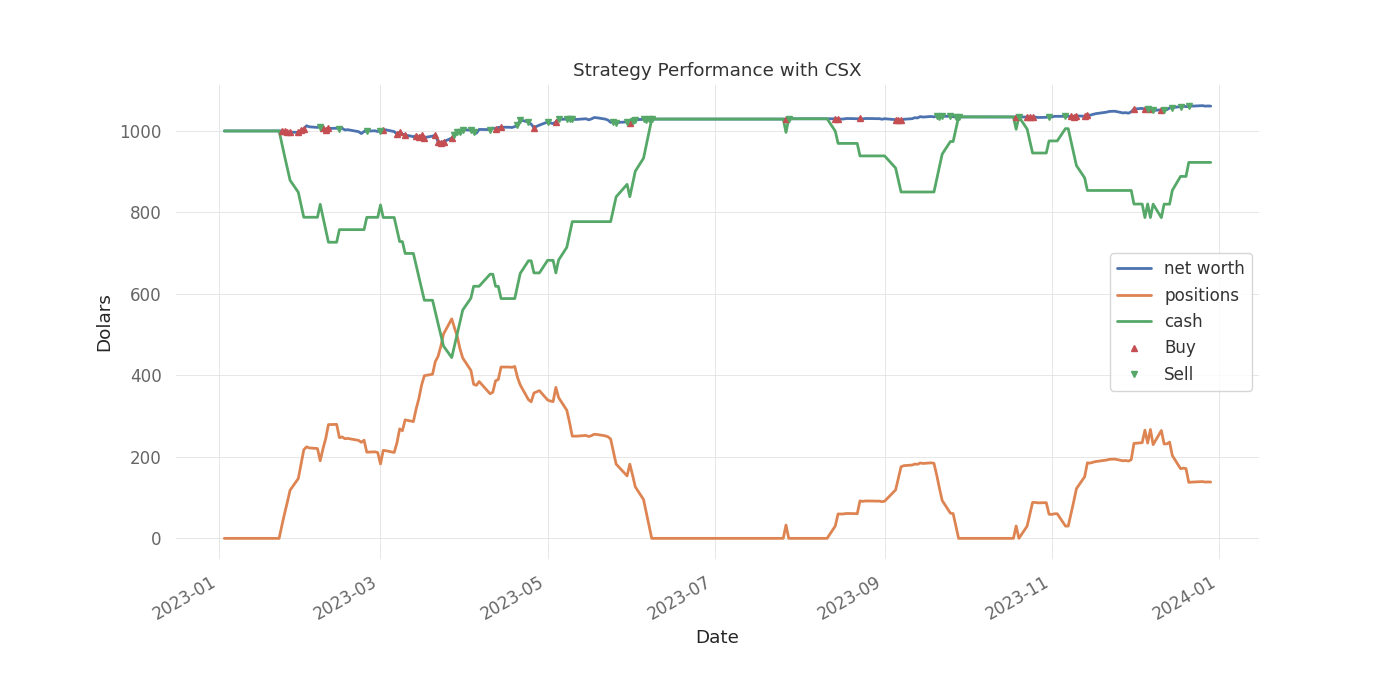 Strategy Performance with CSX
1000
800
600
400
200
0
Dolars
net worth
positions
cash
Buy
Sell
2023-01
2023-03
2023-05
2023-07
2023-09
2023-11
2024-01
Date